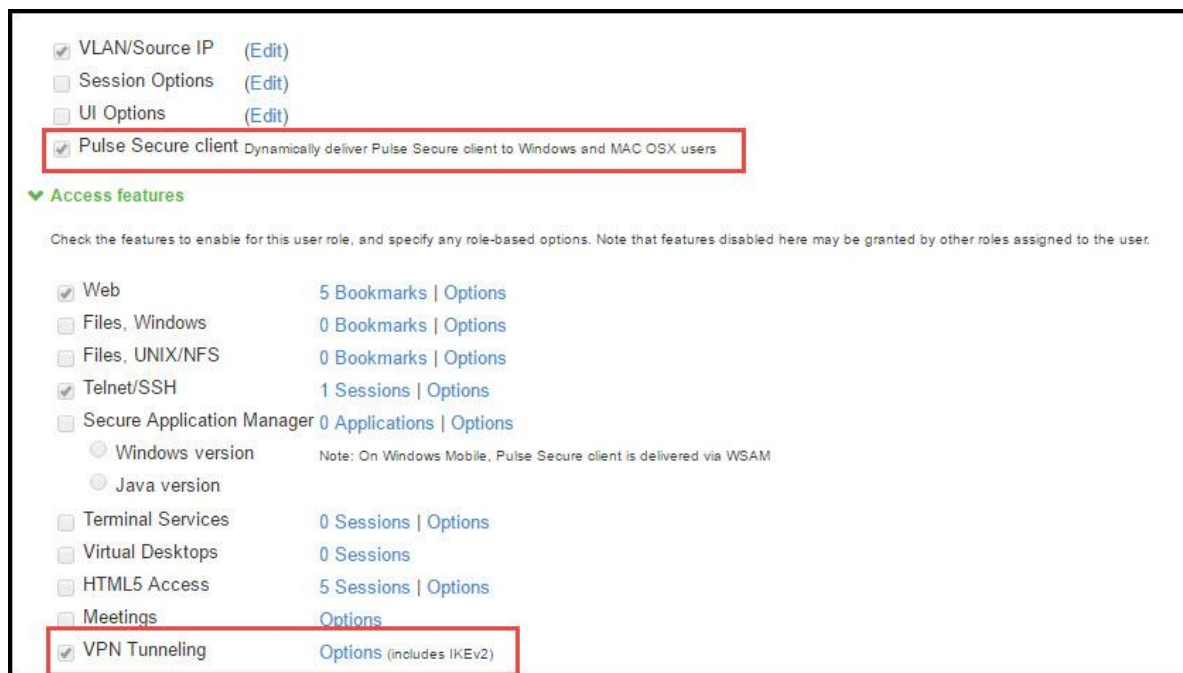 VLAN/Source IP (Edit)
Session Options (Edit)
UI Options (Edit)
Pulse Secure client Dynamically deliver Pulse Secure client to Windows and MAC OSX users
Access features
Check the features to enable for this user role, and specify any role-based options. Note that features disabled here may be granted by other roles assigned to the user.
Web 5 Bookmarks | Options
Files, Windows 0 Bookmarks | Options
Files, UNIX/NFS 0 Bookmarks | Options
Telnet/SSH 1 Sessions | Options
Secure Application Manager 0 Applications | Options
Windows version Note: On Windows Mobile, Pulse Secure client is delivered via WSAM
Java version
Terminal Services 0 Sessions | Options
Virtual Desktops 0 Sessions
HTML5 Access 5 Sessions | Options
Meetings Options
VPN Tunneling Options (includes IKEv2)